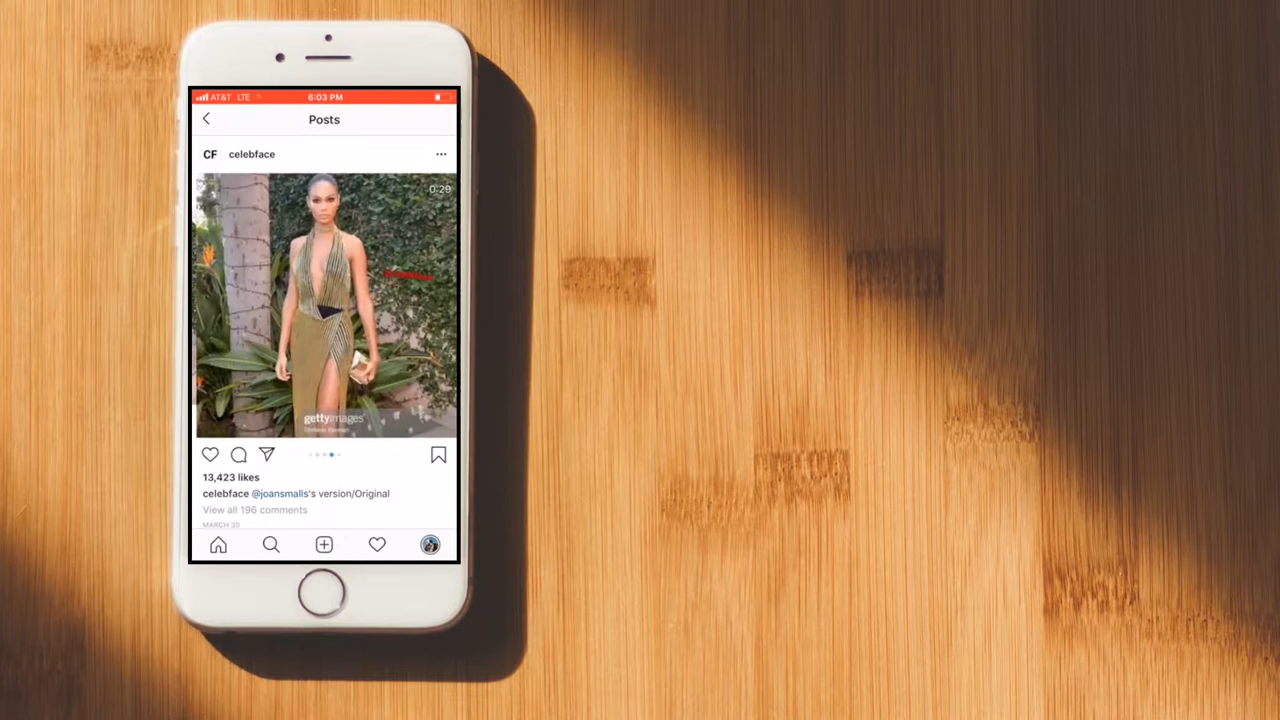 AT&T LTE 6:03 PM
Posts
CF celebface
0:29
gettyimages
13,423 likes
celebface @joansmalls's version/Original
View all 196 comments
MARCH 30